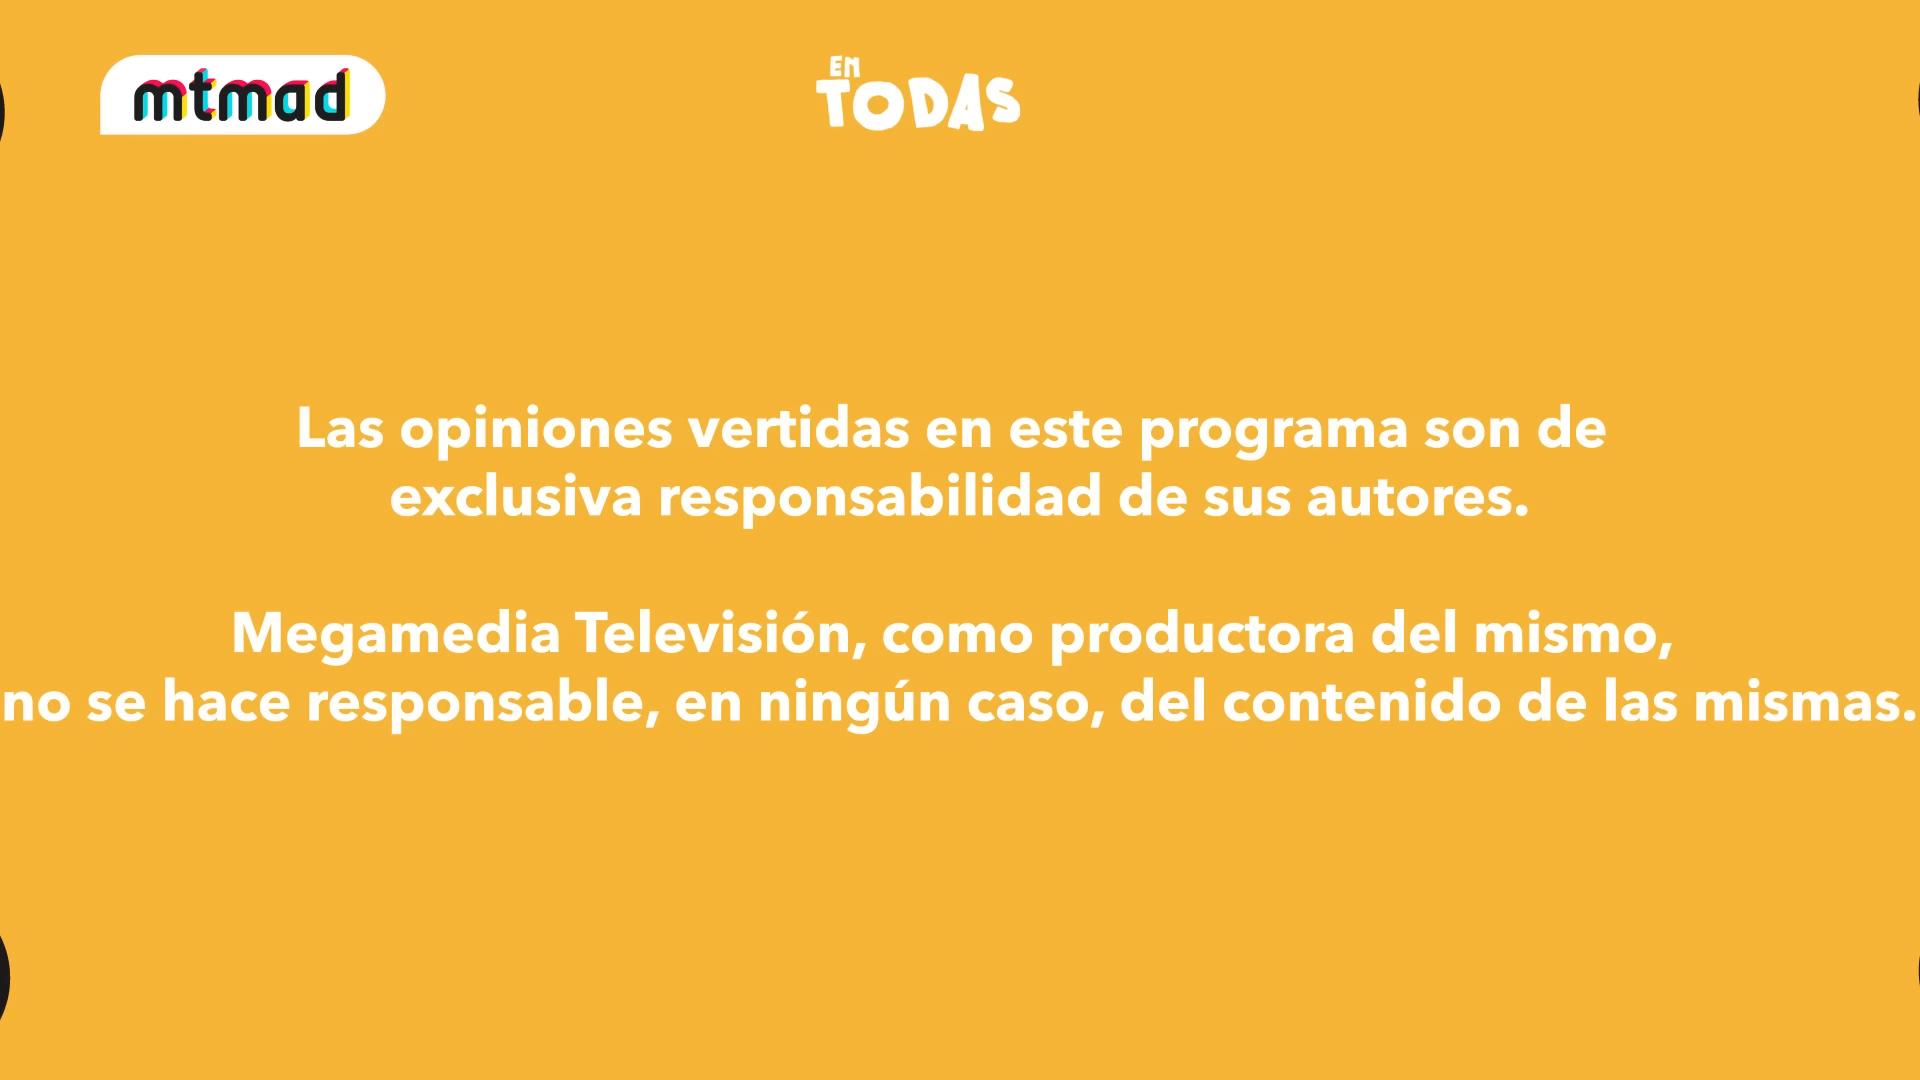 mtmad
EN
TODAS
Las opiniones vertidas en este programa son de
exclusiva responsabilidad de sus autores.
Megamedia Televisión, como productora del mismo,
no se hace responsable, en ningún caso, del contenido de las mismas.